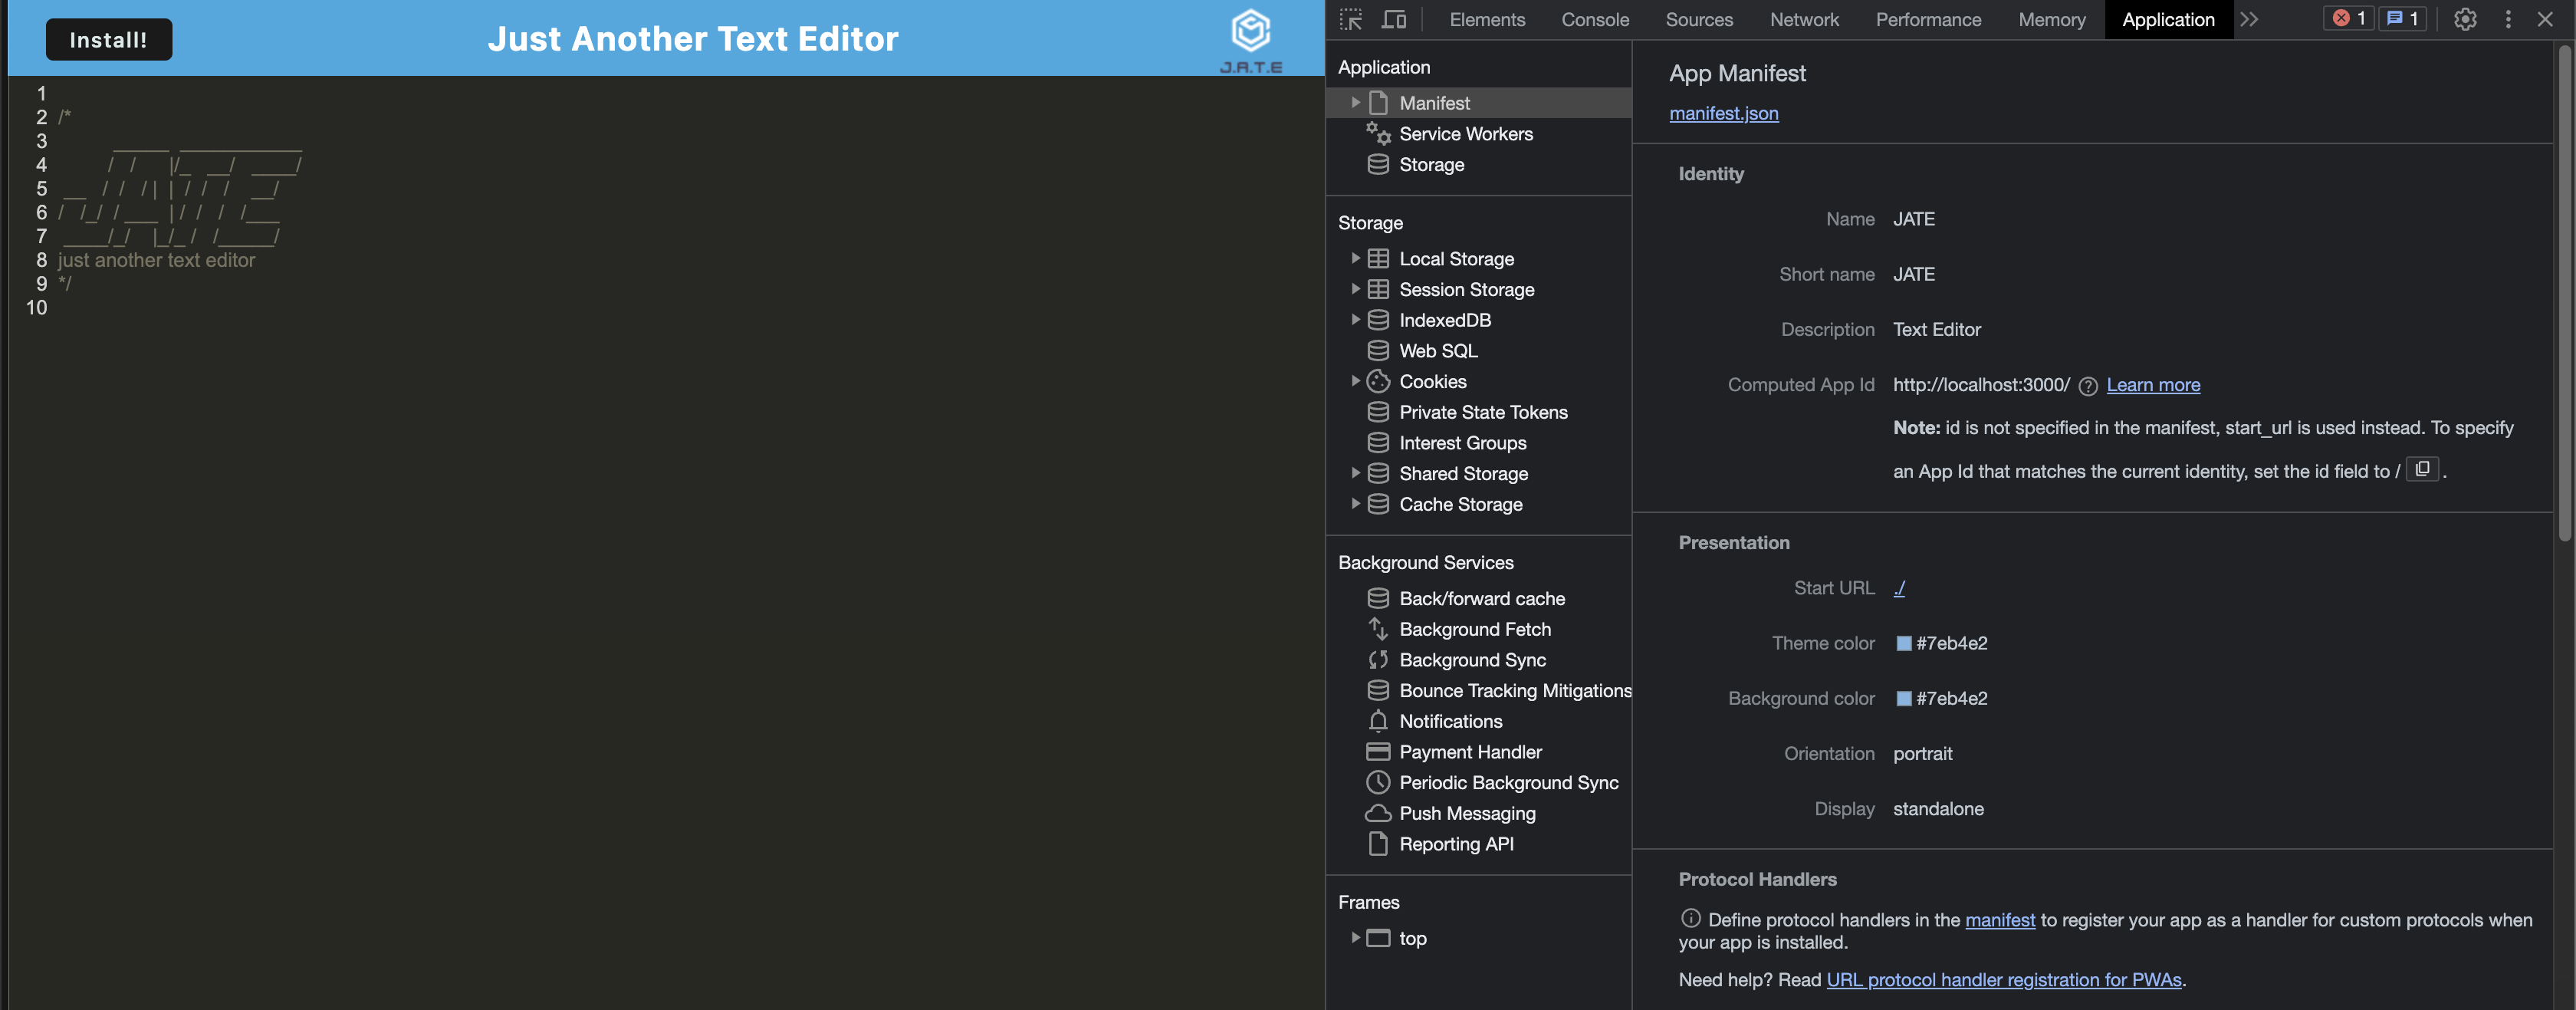 Install!
Just Another Text Editor
J.A.T.E
1
2 /*
3
4
5
6
7
8 just another text editor
9 */
10
Elements Console Sources Network Performance Memory Application 1 1
Application
Manifest
Service Workers
Storage
Storage
Local Storage
Session Storage
IndexedDB
Web SQL
Cookies
Private State Tokens
Interest Groups
Shared Storage
Cache Storage
Background Services
Back/forward cache
Background Fetch
Background Sync
Bounce Tracking Mitigations
Notifications
Payment Handler
Periodic Background Sync
Push Messaging
Reporting API
Frames
top
App Manifest
manifest.json
Identity
Name JATE
Short name JATE
Description Text Editor
Computed App Id http://localhost:3000/ Learn more
Note: id is not specified in the manifest, start_url is used instead. To specify
an App Id that matches the current identity, set the id field to / .
Presentation
Start URL ./
Theme color #7eb4e2
Background color #7eb4e2
Orientation portrait
Display standalone
Protocol Handlers
Define protocol handlers in the manifest to register your app as a handler for custom protocols when
your app is installed.
Need help? Read URL protocol handler registration for PWAs.